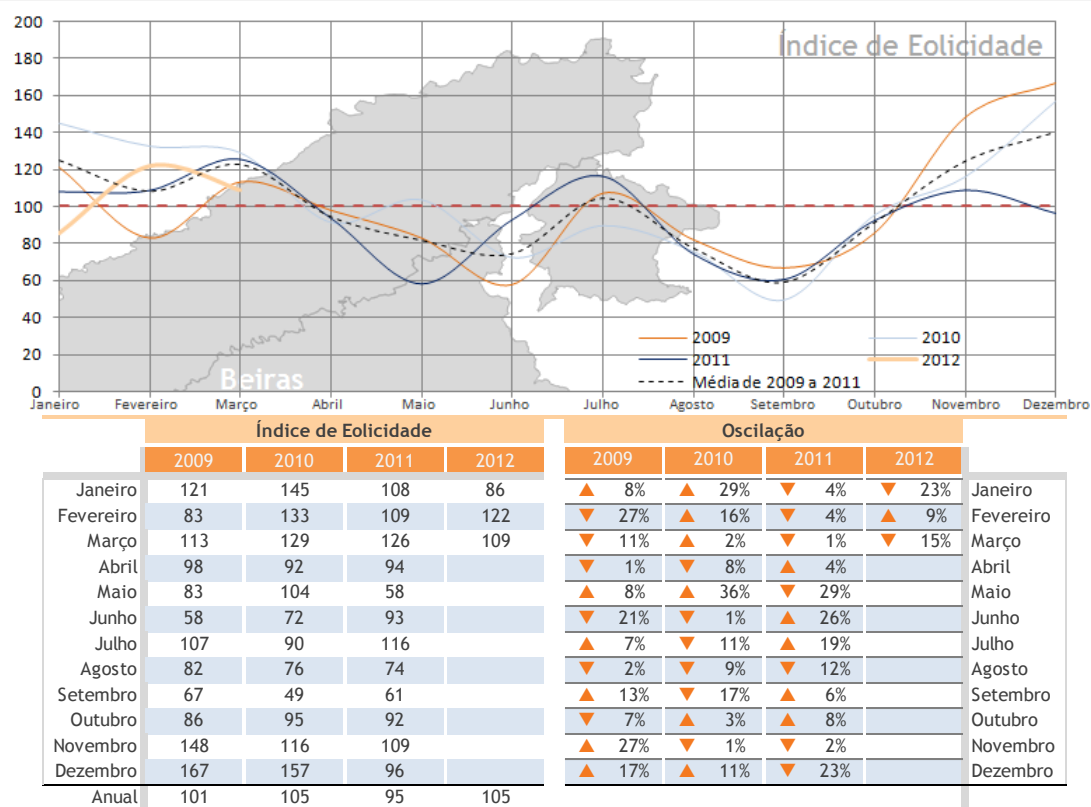 Índice de Eolicidade
200
180
160
140
120
100
80
60
40
20
0
2009
2010
2011
2012
Média de 2009 a 2011
Beiras
Janeiro Fevereiro Março Abril Maio Junho Julho Agosto Setembro Outubro Novembro Dezembro
Índice de Eolicidade Oscilação
2009 2010 2011 2012 2009 2010 2011 2012
Janeiro 121 145 108 86 ▲ 8% ▲ 29% ▼ 4% ▼ 23% Janeiro
Fevereiro 83 133 109 122 ▼ 27% ▲ 16% ▼ 4% ▲ 9% Fevereiro
Março 113 129 126 109 ▼ 11% ▲ 2% ▼ 1% ▼ 15% Março
Abril 98 92 94 ▼ 1% ▼ 8% ▲ 4% Abril
Maio 83 104 58 ▲ 8% ▲ 36% ▼ 29% Maio
Junho 58 72 93 ▼ 21% ▼ 1% ▲ 26% Junho
Julho 107 90 116 ▲ 7% ▼ 11% ▲ 19% Julho
Agosto 82 76 74 ▼ 2% ▼ 9% ▼ 12% Agosto
Setembro 67 49 61 ▲ 13% ▼ 17% ▲ 6% Setembro
Outubro 86 95 92 ▼ 7% ▲ 3% ▲ 8% Outubro
Novembro 148 116 109 ▲ 27% ▼ 1% ▼ 2% Novembro
Dezembro 167 157 96 ▲ 17% ▲ 11% ▼ 23% Dezembro
Anual 101 105 95 105